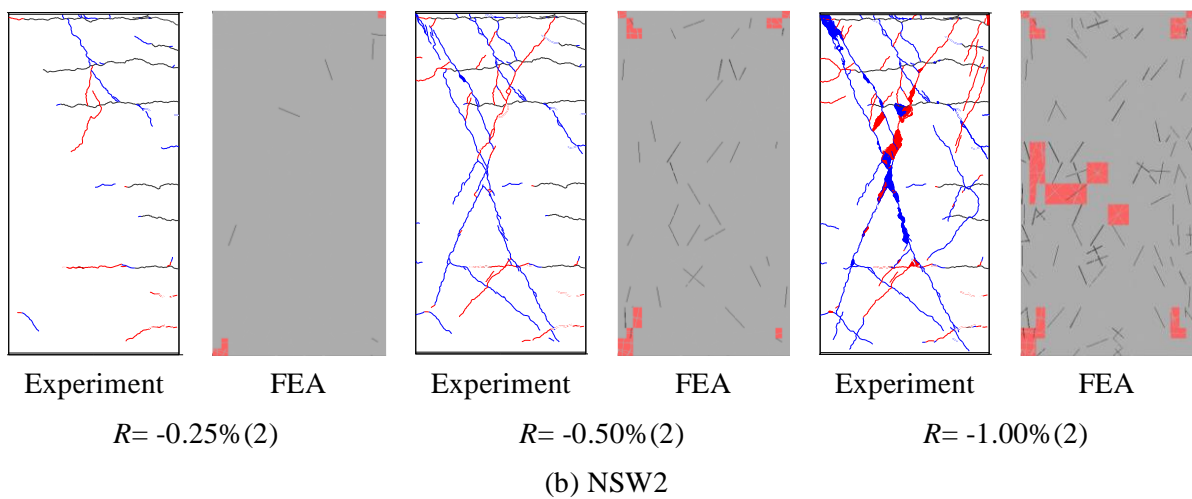 Experiment FEA Experiment FEA Experiment FEA
R= -0.25%(2) R= -0.50%(2) R= -1.00%(2)
(b) NSW2